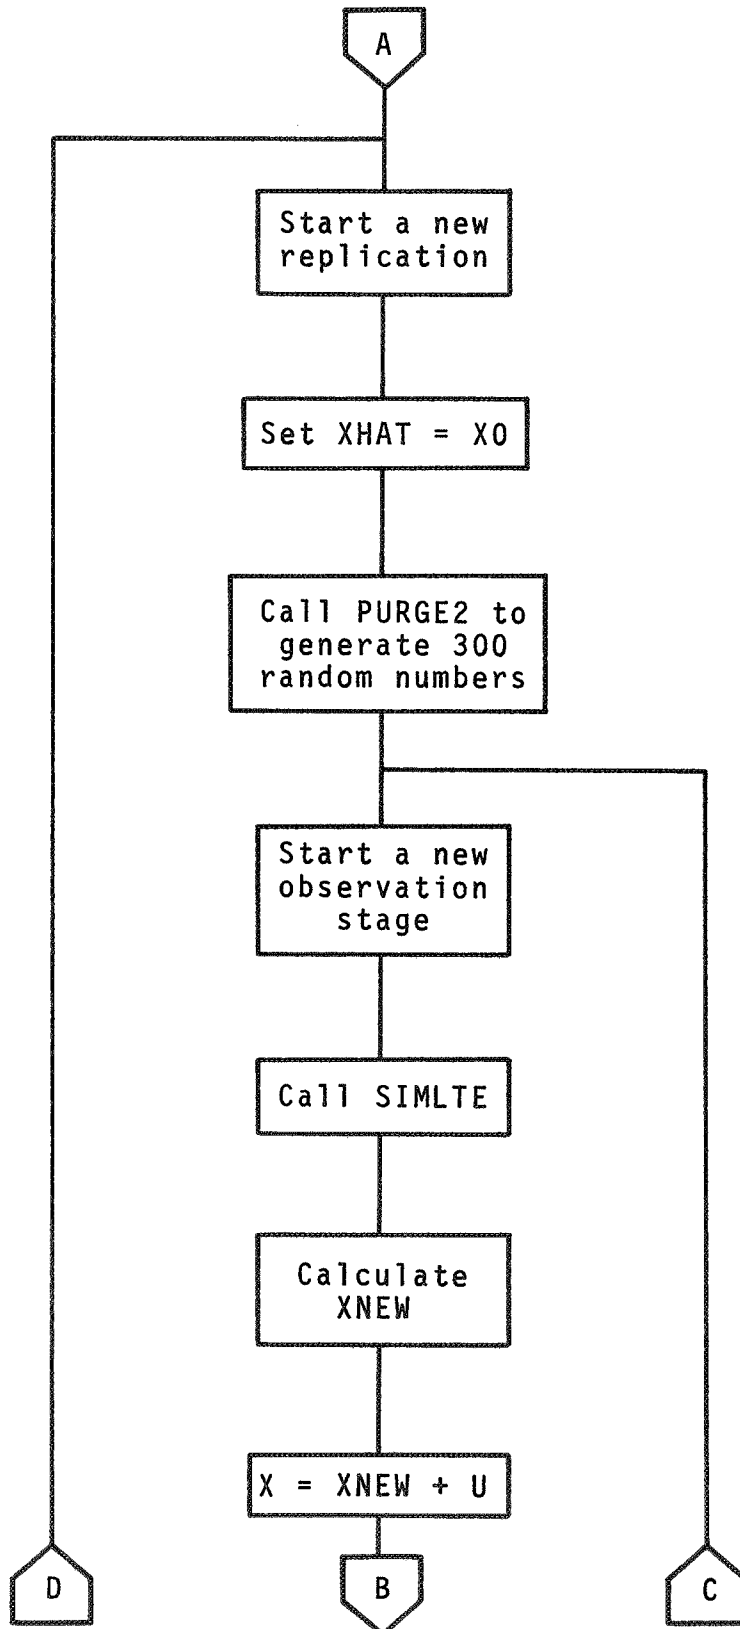 A
Start a new
replication
Set XHAT = X0
Call PURGE2 to
generate 300
random numbers
Start a new
observation
stage
Call SIMLTE
Calculate
XNEW
X = XNEW + U
D
B
C